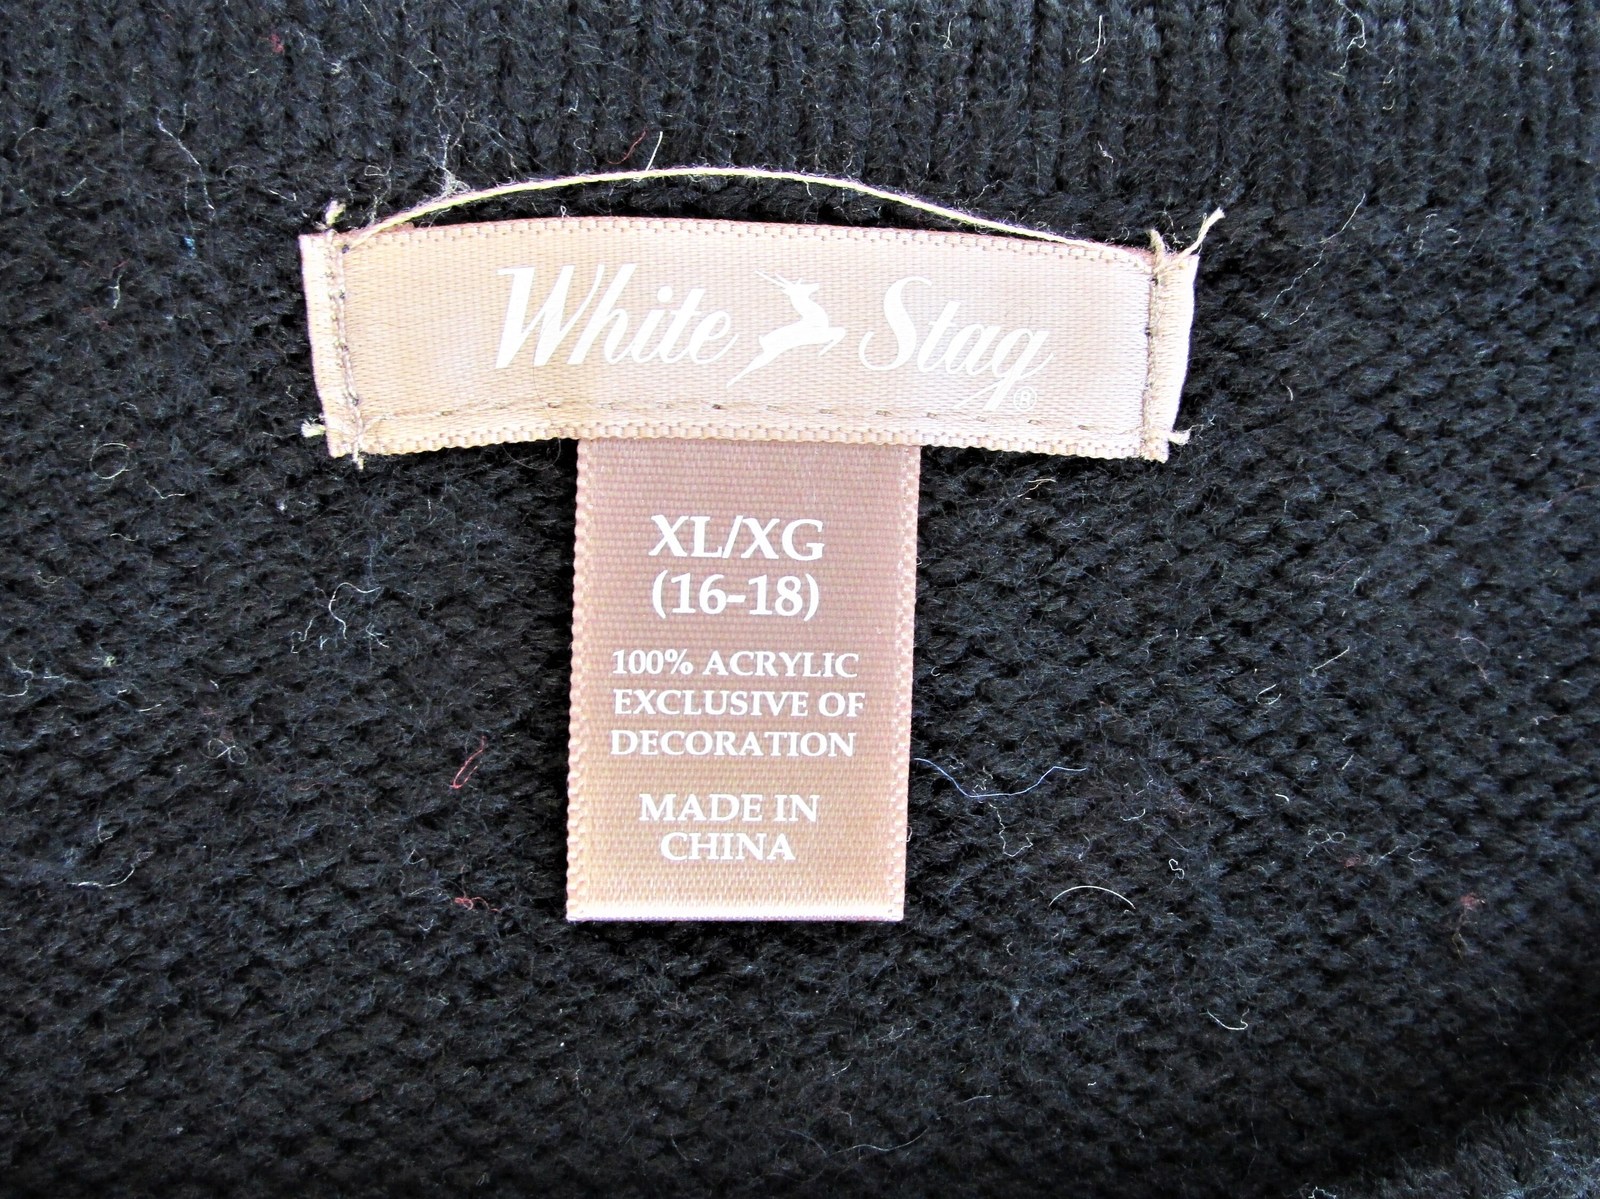 White Stag®
XL/XG
(16-18)
100% ACRYLIC
EXCLUSIVE OF
DECORATION
MADE IN
CHINA